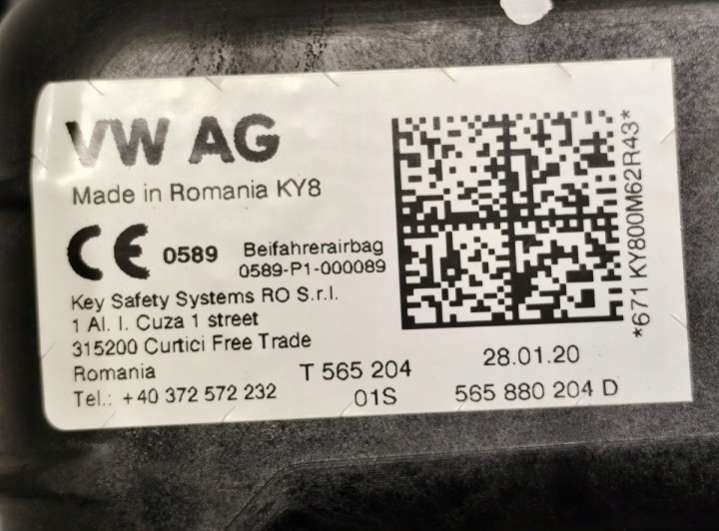 VW AG
Made in Romania KY8
CE 0589 Beifahrerairbag
0589-P1-000089
Key Safety Systems RO S.r.l.
1 Al. I. Cuza 1 street
315200 Curtici Free Trade
Romania
Tel.: +40 372 572 232
T 565 204
01S
28.01.20
565 880 204 D
*671 KY800M62R43*